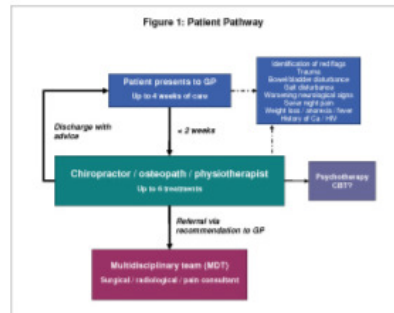 Figure 1: Patient Pathway
Patient presents to GP
Up to 4 weeks of care
Identification of red flags
Trauma
Bowel/bladder disturbance
Gait disturbance
Worsening neurological signs
Sever night pain
Weight loss / anorexia / fever
History of Ca / HIV
Discharge with
advice
< 2 weeks
Chiropractor / osteopath / physiotherapist
Up to 6 treatments
Psychotherapy
CBT?
Referral via
recommendation to GP
Multidisciplinary team (MDT)
Surgical / radiological / pain consultant